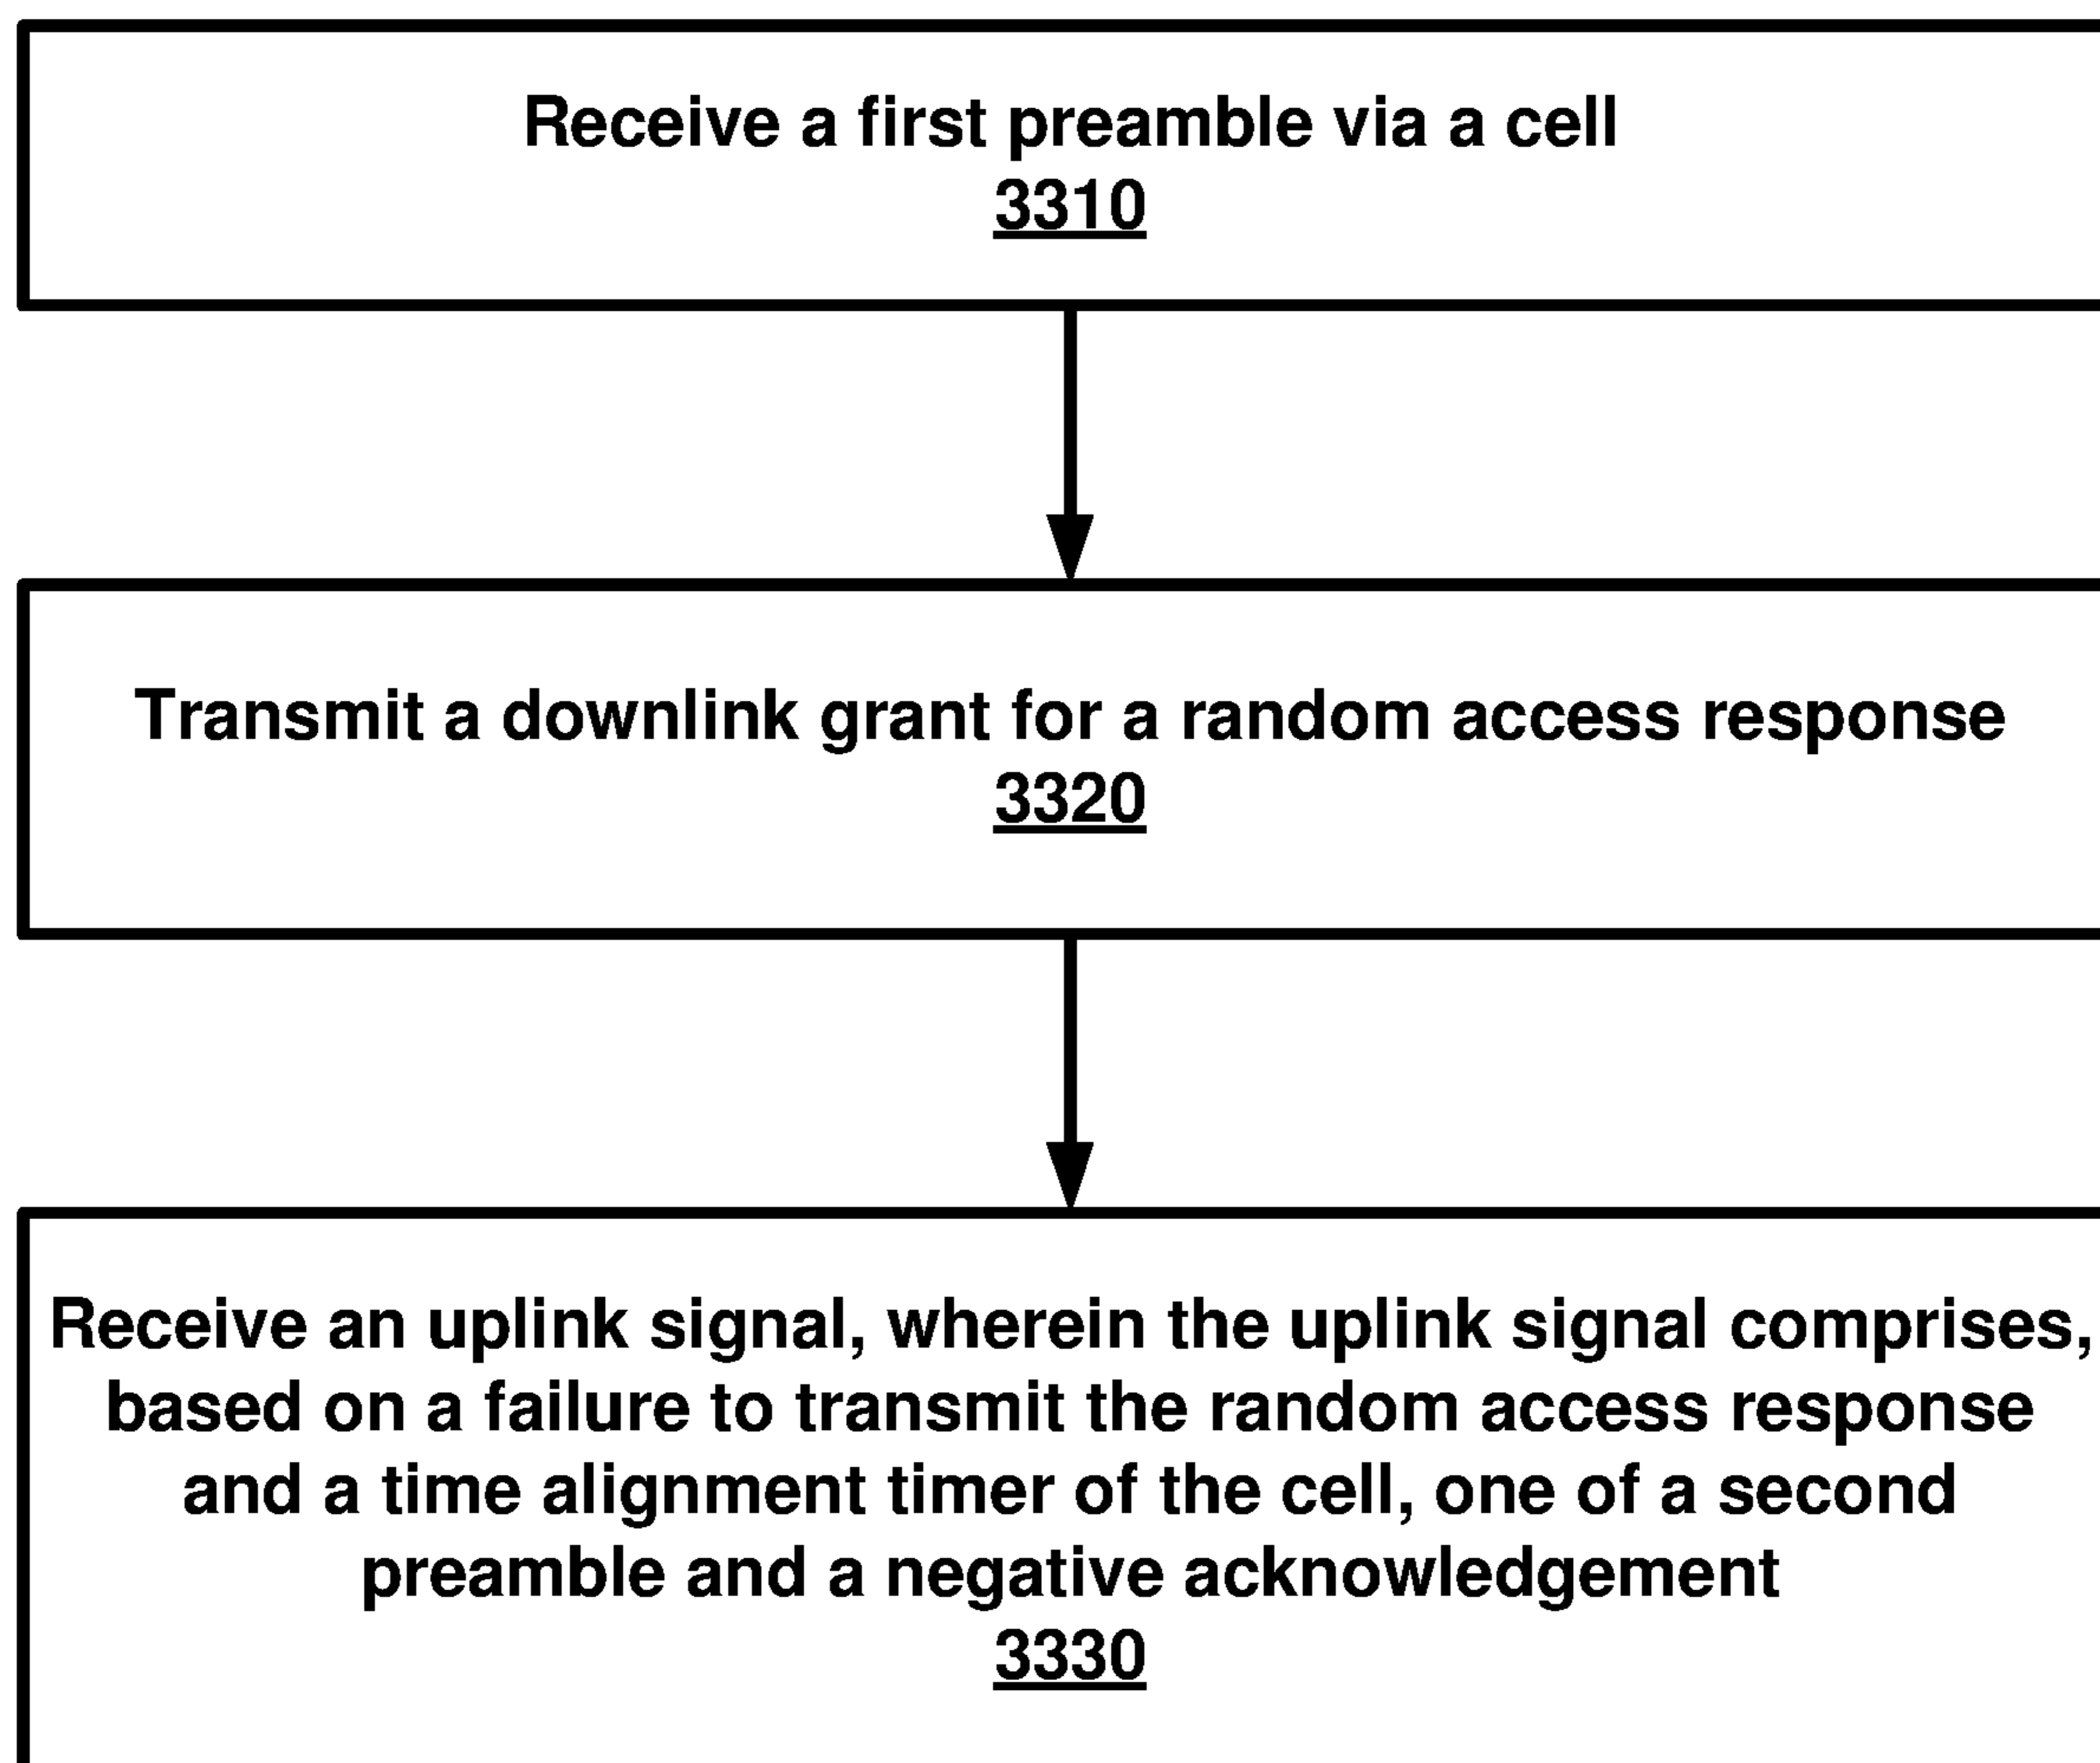 Receive a first preamble via a cell
3310
Transmit a downlink grant for a random access response
3320
Receive an uplink signal, wherein the uplink signal comprises,
based on a failure to transmit the random access response
and a time alignment timer of the cell, one of a second
preamble and a negative acknowledgement
3330